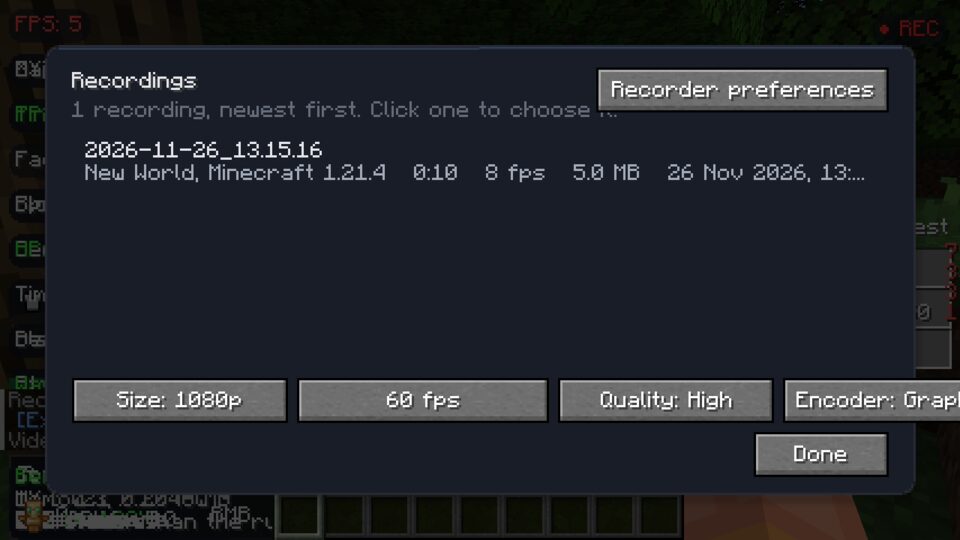 FPS: 5
REC
Recordings
Recorder preferences
1 recording, newest first. Click one to choose
2026-11-26_13.15.16
New World, Minecraft 1.21.4 0:10 8 fps 5.0 MB 26 Nov 2026, 13:...
est
Size: 1080p
60 fps
Quality: High
Encoder: Grap
Done